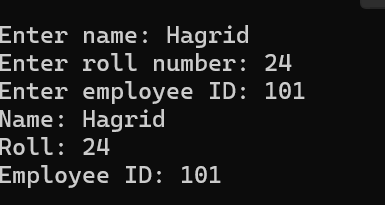 Enter name: Hagrid
Enter roll number: 24
Enter employee ID: 101
Name: Hagrid
Roll: 24
Employee ID: 101